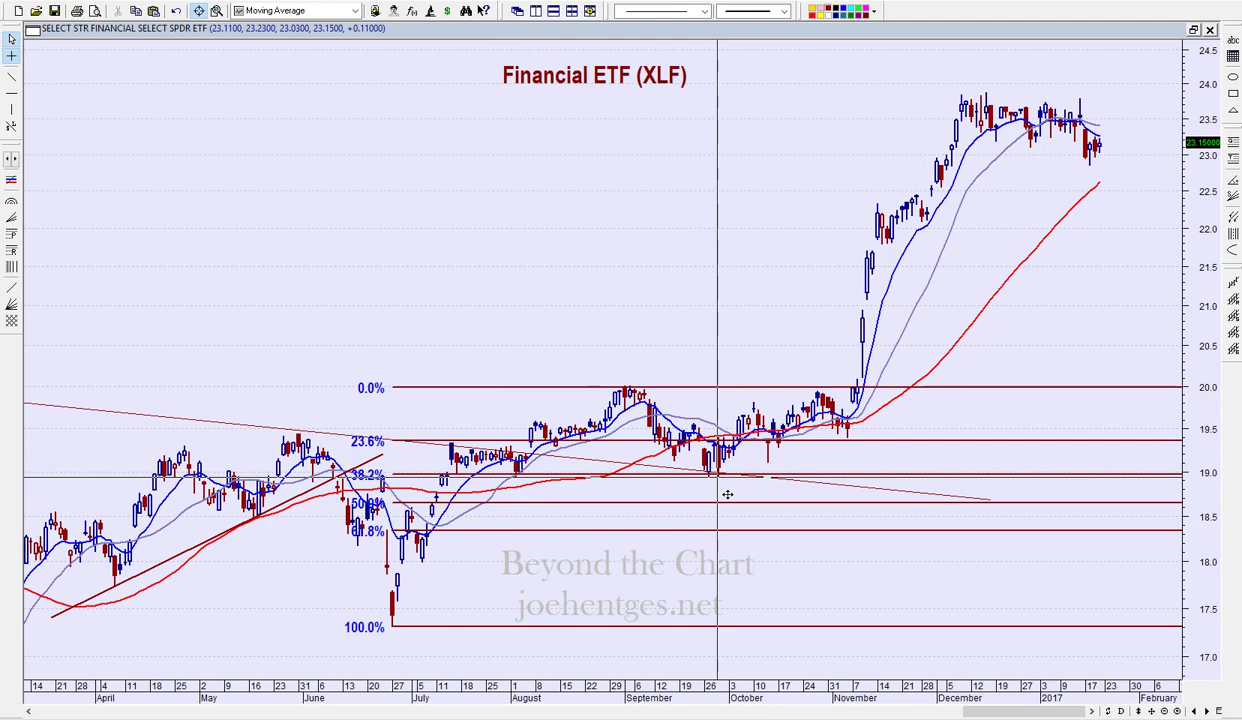 Moving Average
SELECT STR FINANCIAL SELECT SPDR ETF (23.1100, 23.2300, 23.0300, 23.1500, +0.11000)
Financial ETF (XLF)
abc
24.5
24.0
23.5
23.15000
23.0
22.5
22.0
21.5
21.0
20.5
20.0
19.5
19.0
18.5
18.0
17.5
17.0
0.0%
23.6%
38.2%
50.0%
61.8%
100.0%
Beyond the Chart
joehentges.net
14 21 28 4 11 18 25 2 9 16 23 31 6 13 20 27 5 11 18 25 1 8 15 22 29 6 12 19 26 3 10 17 24 31 7 14 21 28 5 12 19 27 3 9 17 23 30 6
April May June July August September October November December 2017 February